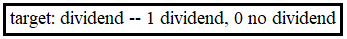 target: dividend -- 1 dividend, 0 no dividend